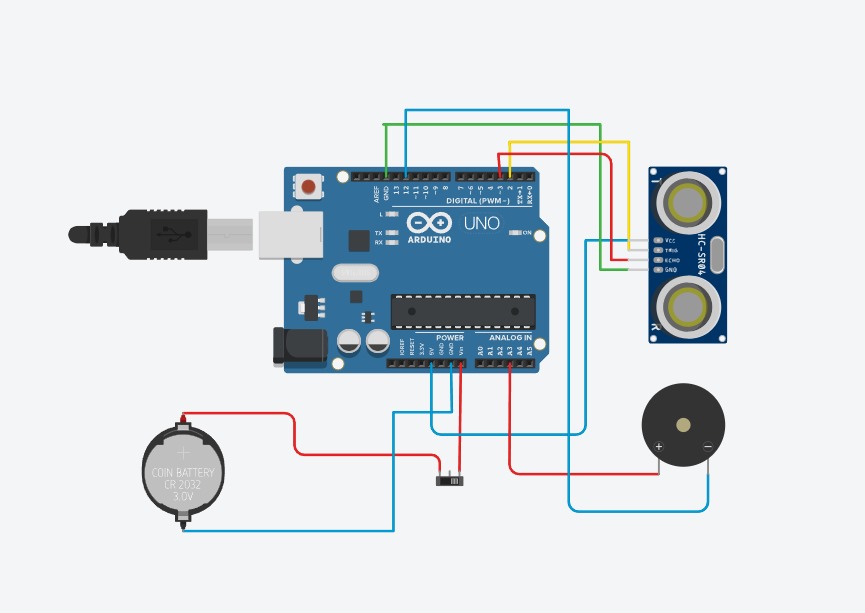 AREF
GND
13
12
~11
~10
~9
8
7
~6
~5
4
~3
2
TX→1
RX←0
DIGITAL (PWM~)
L
TX
RX
ARDUINO
UNO
ON
POWER
ANALOG IN
IOREF
RESET
3.3V
5V
GND
GND
Vin
A0
A1
A2
A3
A4
A5
T
HC-SR04
VCC
TRIG
ECHO
GND
R
+
−
COIN BATTERY
CR 2032
3.0V